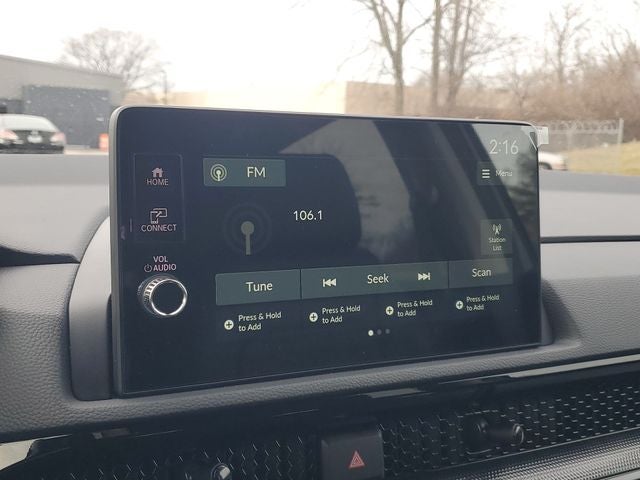 2:16
HOME
FM
Menu
106.1
CONNECT
Station
List
VOL
AUDIO
Tune
Seek
Scan
Press & Hold
to Add
Press & Hold
to Add
Press & Hold
to Add
Press & Hold
to Add